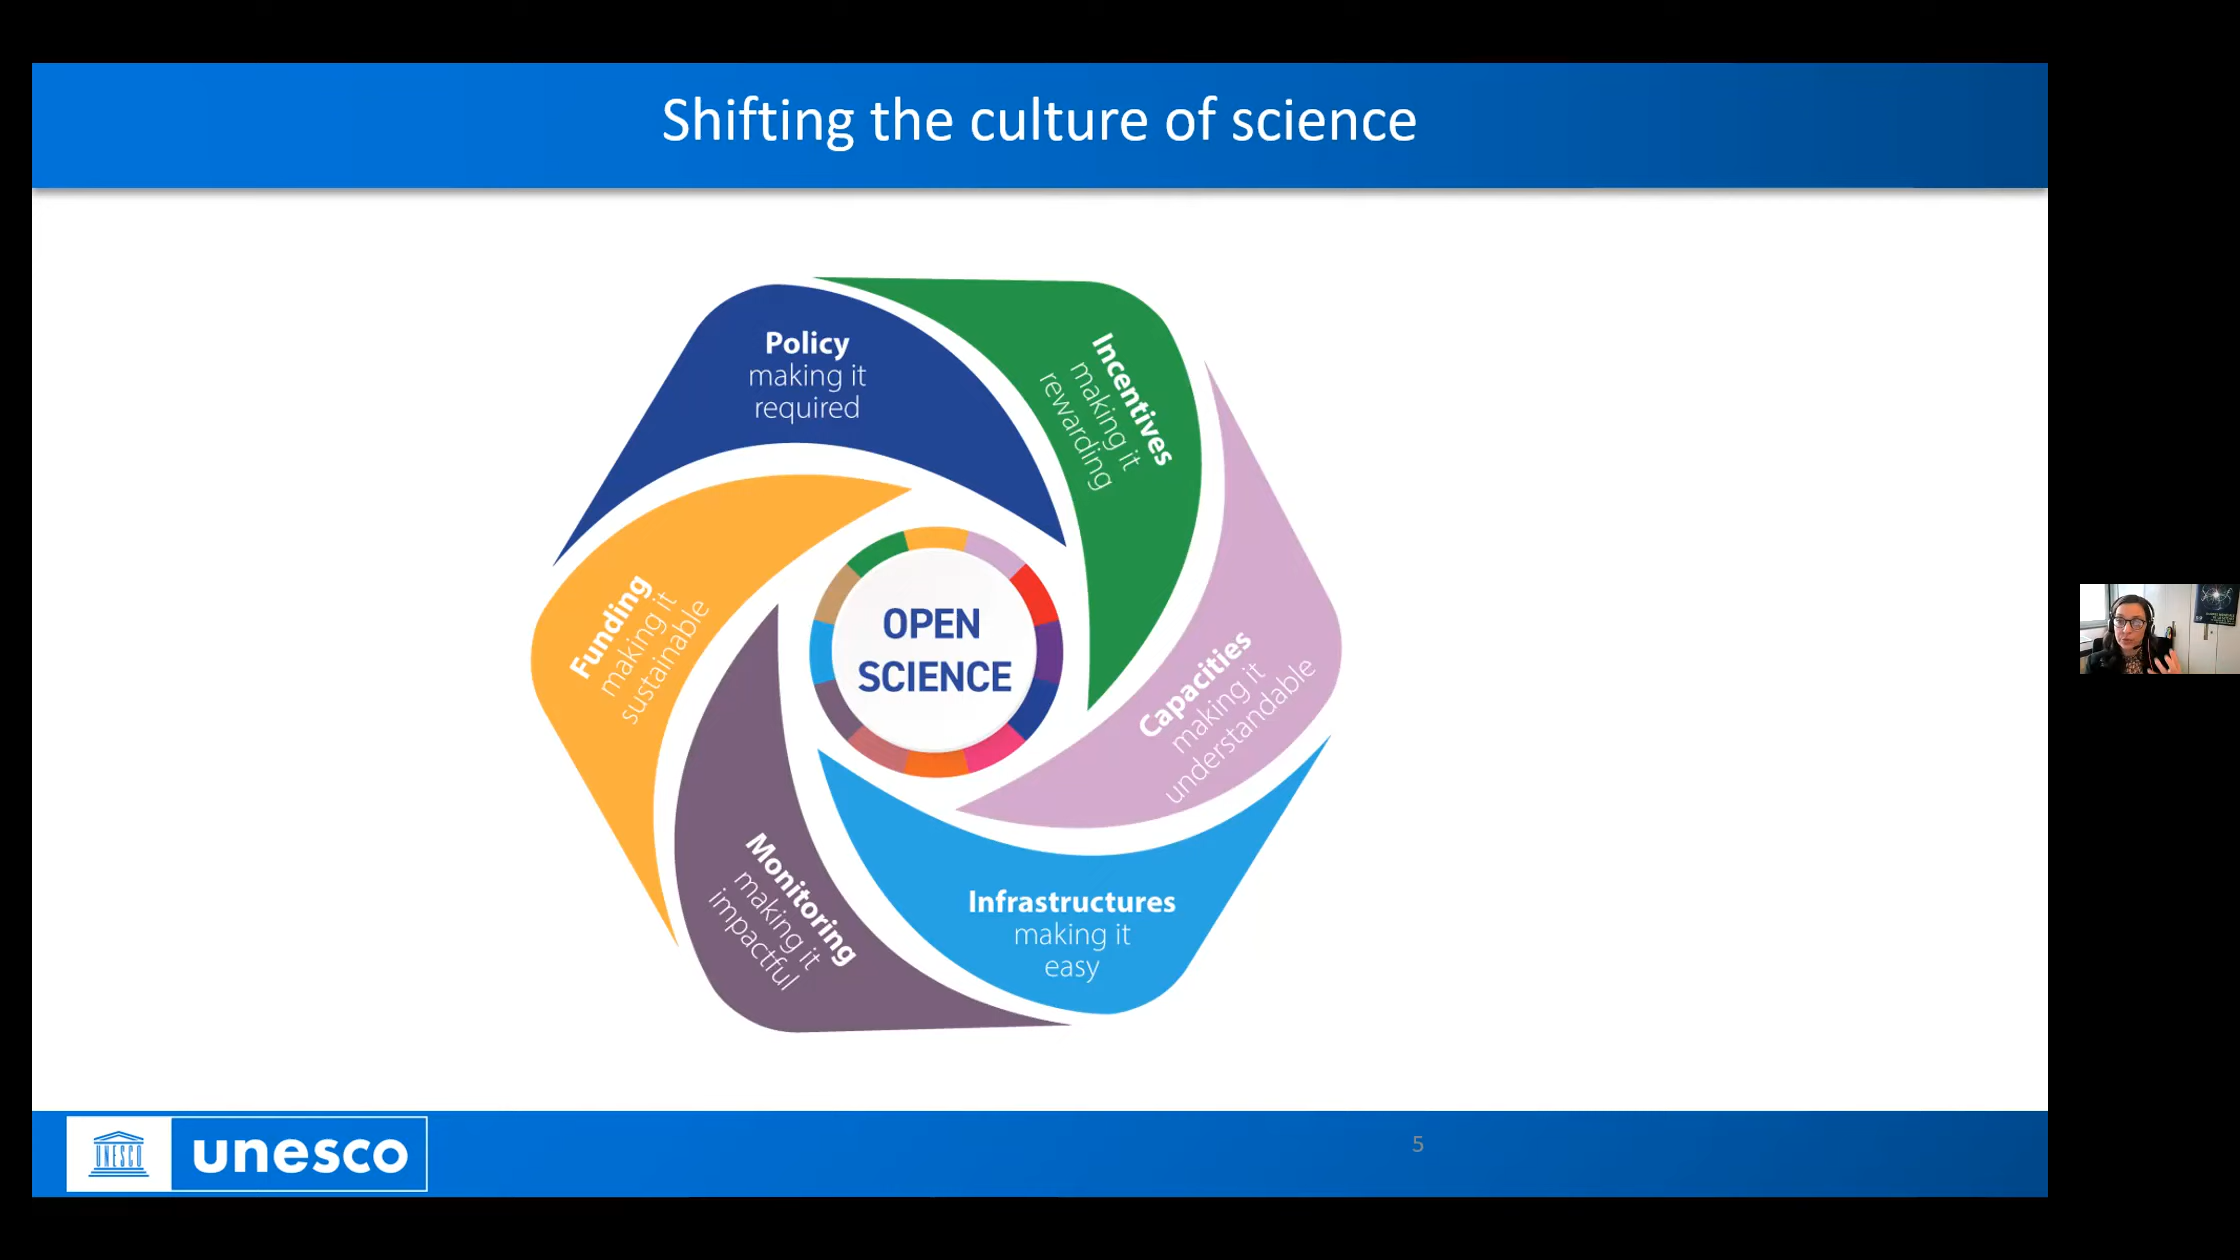 Shifting the culture of science
Policy
making it
required
Incentives
making it
rewarding
Capacities
making it
understandable
Infrastructures
making it
easy
Monitoring
making it
impactful
Funding
making it
sustainable
OPEN
SCIENCE
UNESCO
unesco
5